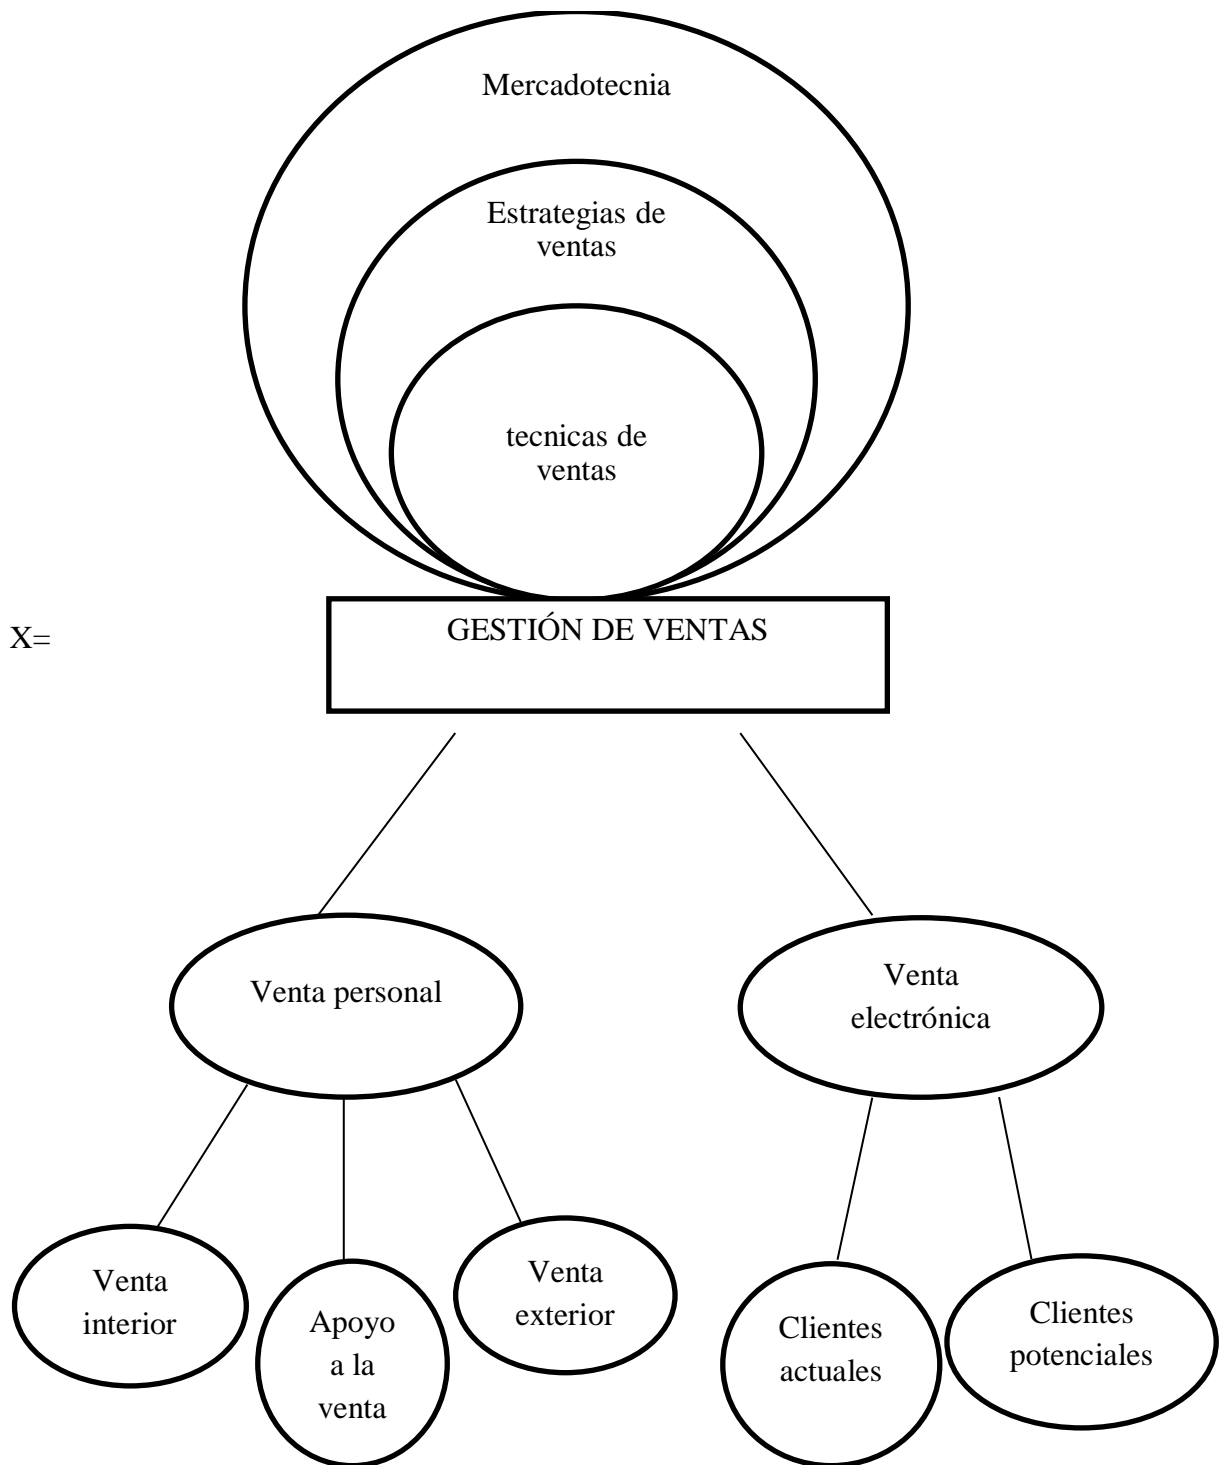 Mercadotecnia
Estrategias de
ventas
tecnicas de
ventas
X=
GESTIÓN DE VENTAS
Venta personal
Venta
electrónica
Venta
interior
Apoyo
a la
venta
Venta
exterior
Clientes
actuales
Clientes
potenciales